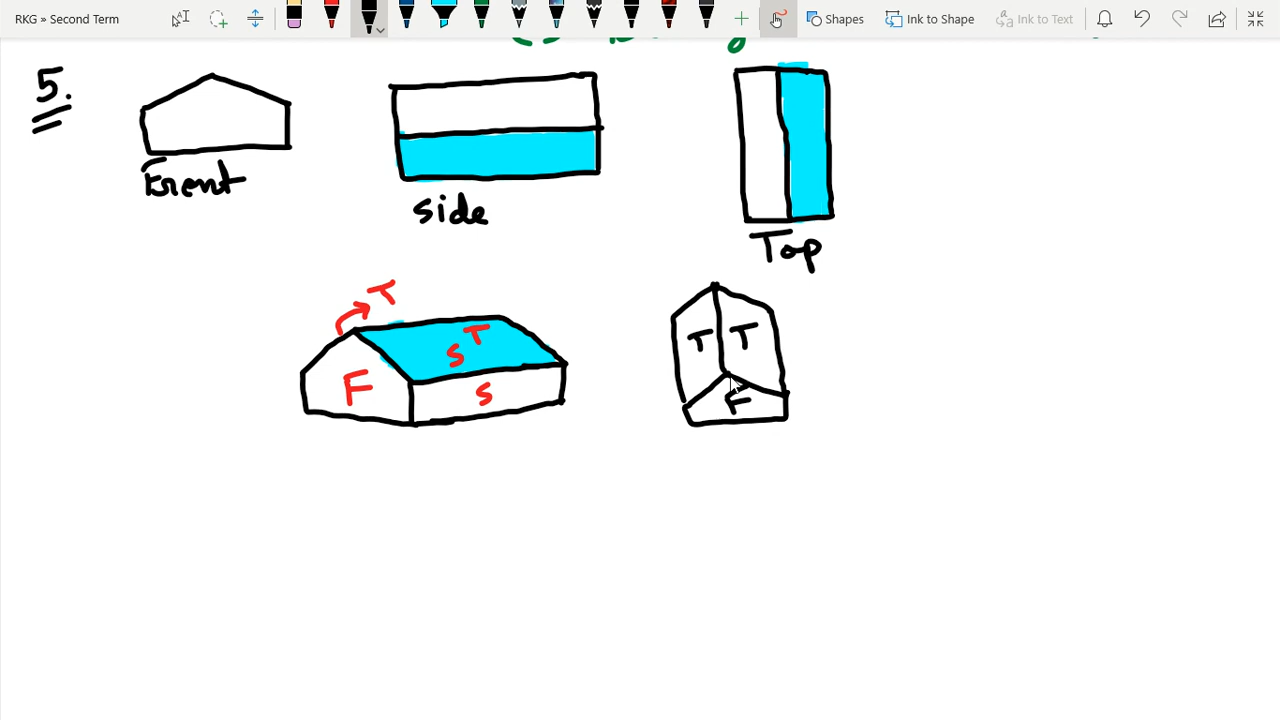 RKG » Second Term
Shapes
Ink to Shape
Ink to Text
5.
Front
Side
Top
T
T
S
F
S
T T
F